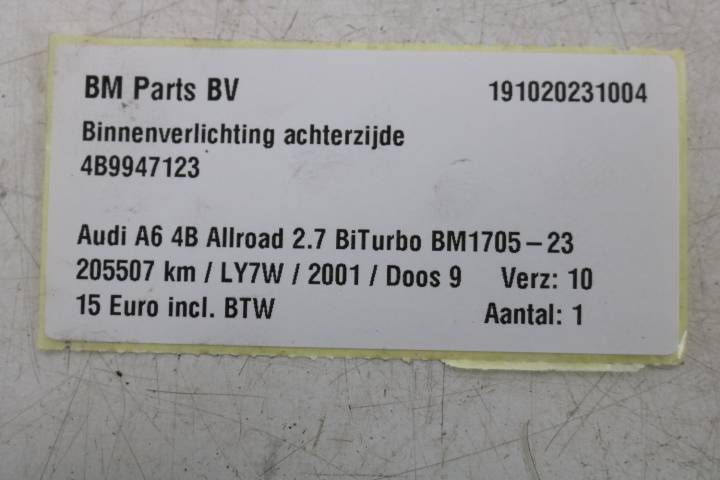 BM Parts BV 191020231004
Binnenverlichting achterzijde
4B9947123
Audi A6 4B Allroad 2.7 BiTurbo BM1705-23
205507 km / LY7W / 2001 / Doos 9 Verz: 10
15 Euro incl. BTW Aantal: 1